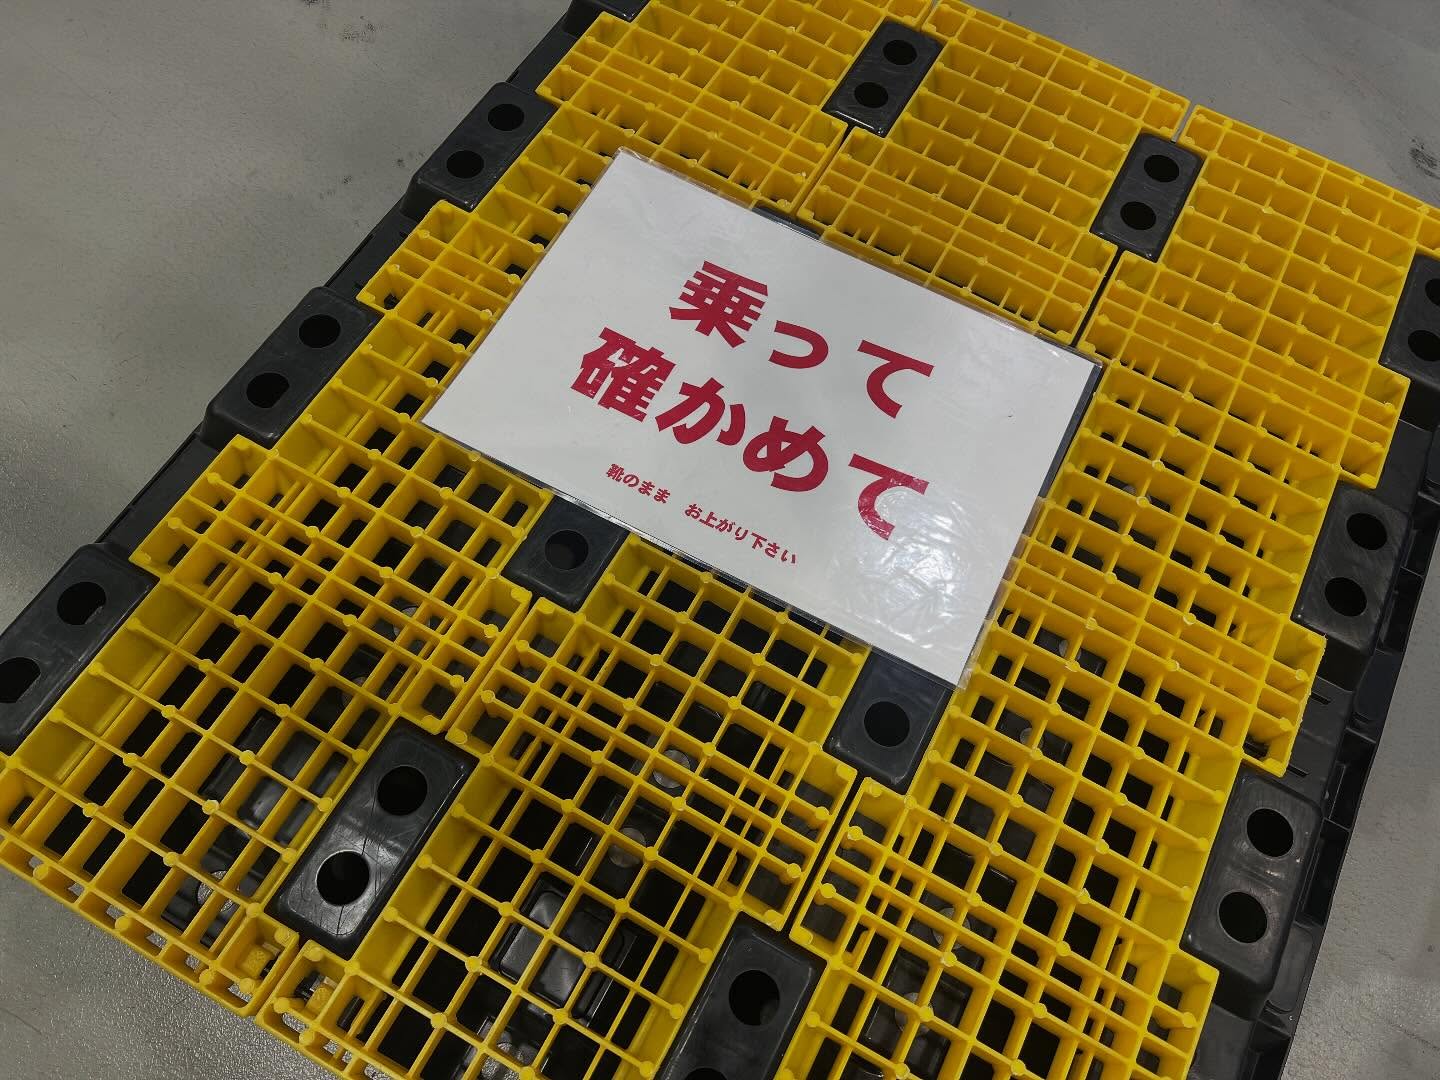 乗って
確かめて
靴のまま　お上がり下さい